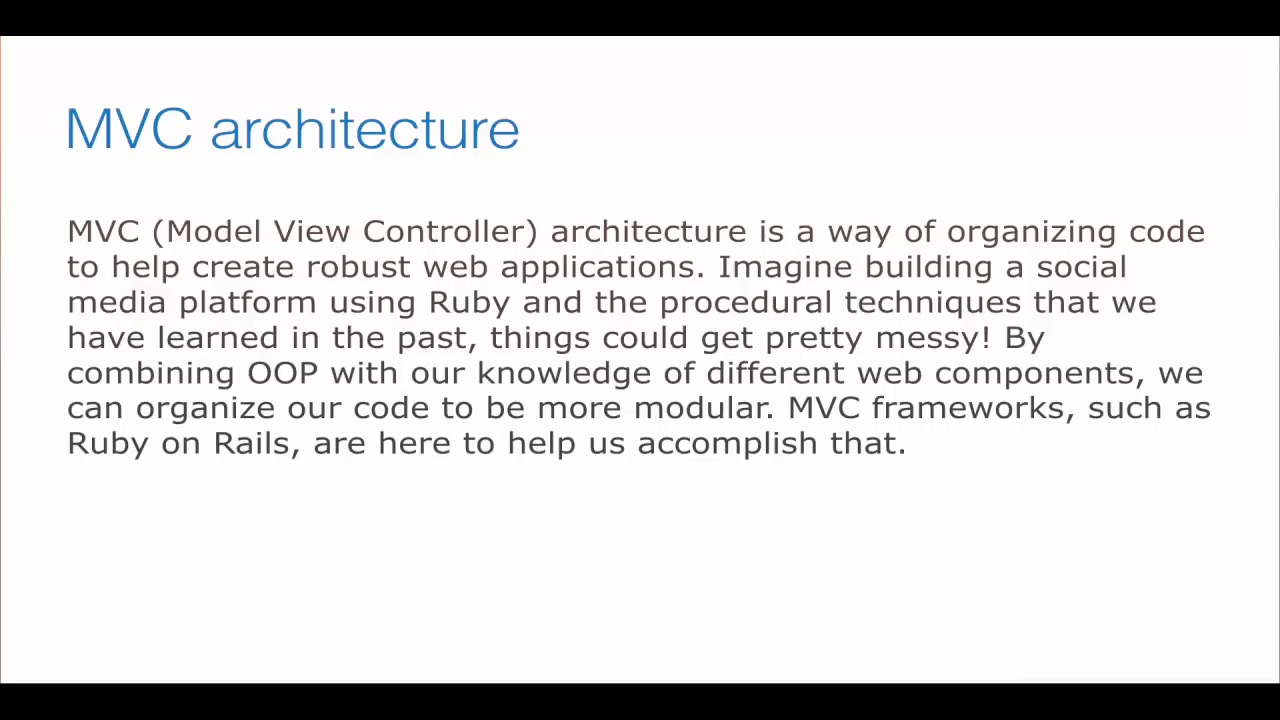 MVC architecture
MVC (Model View Controller) architecture is a way of organizing code
to help create robust web applications. Imagine building a social
media platform using Ruby and the procedural techniques that we
have learned in the past, things could get pretty messy! By
combining OOP with our knowledge of different web components, we
can organize our code to be more modular. MVC frameworks, such as
Ruby on Rails, are here to help us accomplish that.